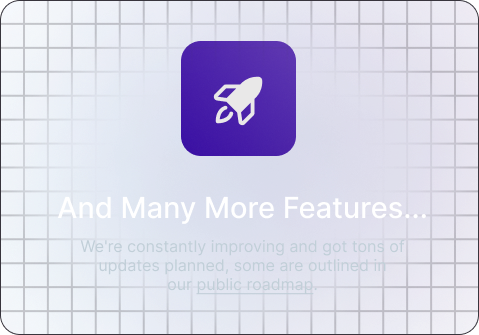 And Many More Features...
We're constantly improving and got tons of
updates planned, some are outlined in
our public roadmap.